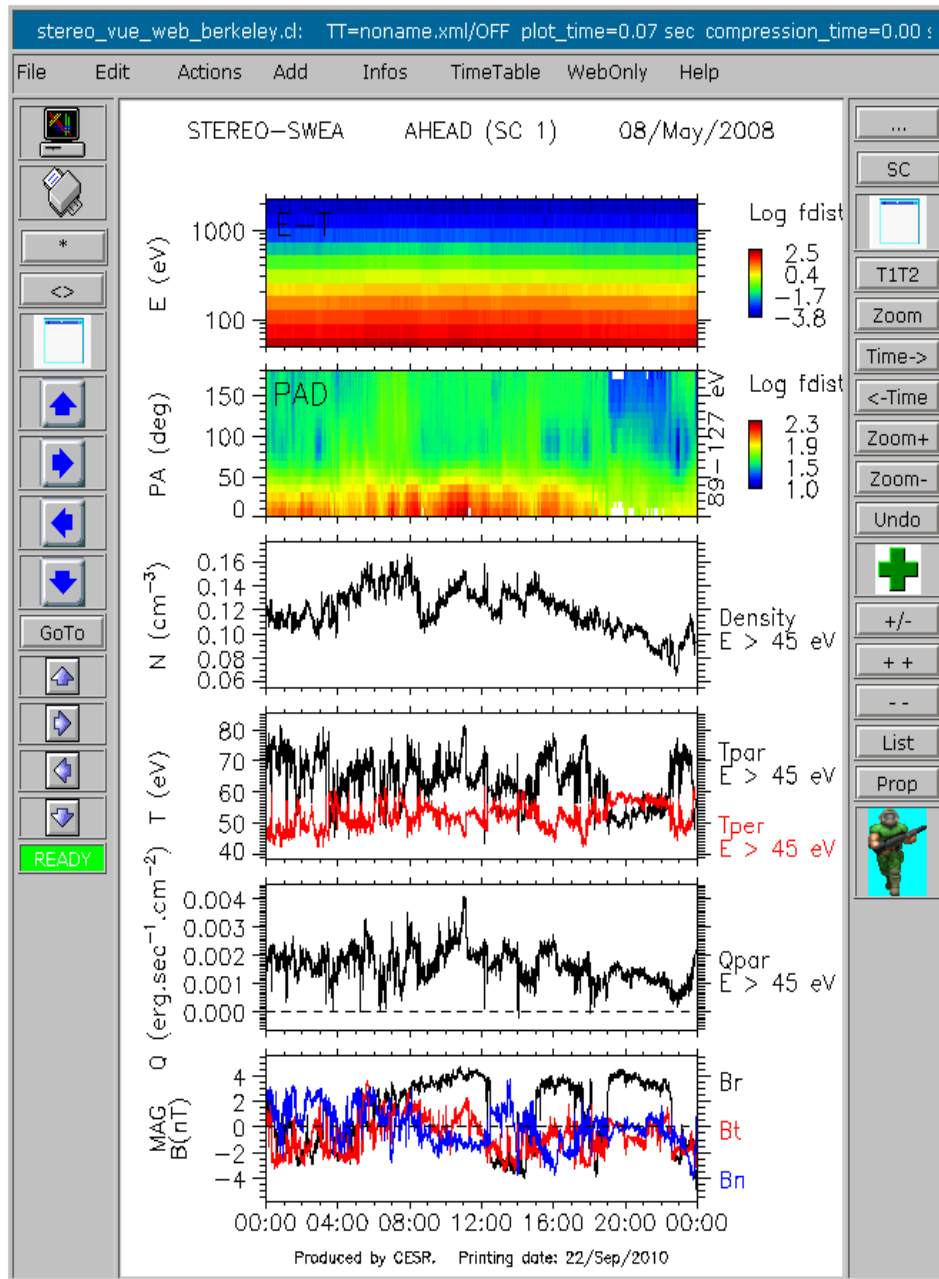 stereo_vue_web_berkeley.cl: TT=noname.xml/OFF plot_time=0.07 sec compression_time=0.00 s
File Edit Actions Add Infos TimeTable WebOnly Help
STEREO-SWEA AHEAD (SC 1) 08/May/2008
*
<>
GoTo
READY
...
SC
T1T2
Zoom
Time->
<-Time
Zoom+
Zoom-
Undo
+/-
+ +
- -
List
Prop
E-T
E (eV)
1000
100
Log fdist
2.5
0.4
-1.7
-3.8
PAD
PA (deg)
150
100
50
0
89-127 eV
Log fdist
2.3
1.9
1.5
1.0
N (cm-3)
0.16
0.14
0.12
0.10
0.08
0.06
Density
E > 45 eV
T (eV)
80
70
60
50
40
Tpar
E > 45 eV
Tper
E > 45 eV
Q (erg.sec-1.cm-2)
0.004
0.003
0.002
0.001
0.000
Qpar
E > 45 eV
MAG
B(nT)
4
2
0
-2
-4
Br
Bt
Bn
00:00 04:00 08:00 12:00 16:00 20:00 00:00
Produced by CESR. Printing date: 22/Sep/2010